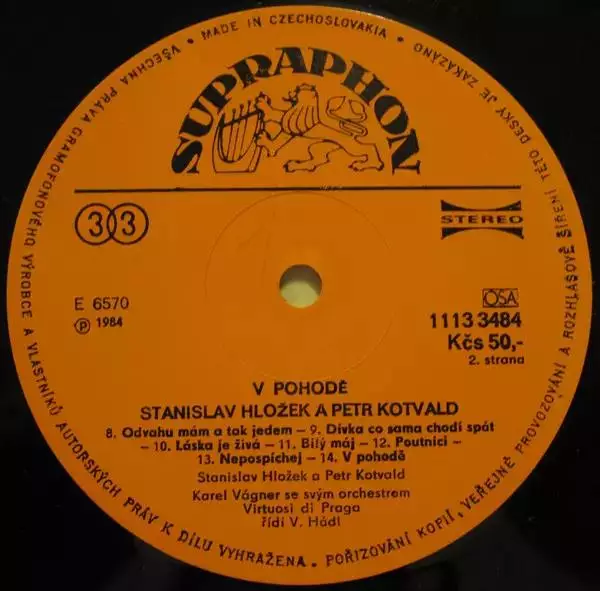 VŠECHNA PRÁVA GRAMOFONOVÉHO VÝROBCE A VLASTNÍKŮ AUTORSKÝCH PRÁV K DÍLU VYHRAŽENA. POŘIZOVÁNÍ KOPIÍ, VEŘEJNÉ PROVOZOVÁNÍ A ROZHLASOVÉ ŠÍŘENÍ TÉTO DESKY JE ZAKÁZÁNO • MADE IN CZECHOSLOVAKIA •
SUPRAPHON
33
STEREO
E 6570
Ⓟ 1984
OSA
1113 3484
Kčs 50,-
2. strana
V POHODĚ
STANISLAV HLOŽEK A PETR KOTVALD
8. Odvahu mám a tak jedem – 9. Dívka co sama chodí spát
– 10. Láska je živá – 11. Bílý máj – 12. Poutníci –
13. Nepospíchej – 14. V pohodě
Stanislav Hložek a Petr Kotvald
Karel Vágner se svým orchestrem
Virtuosi di Praga
řídí V. Hádl